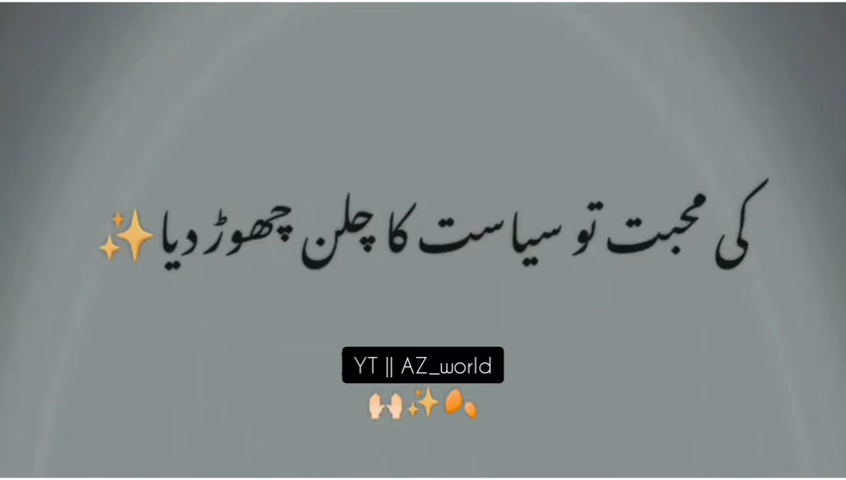 کی محبت تو سیاست کا چلن چھوڑ دیا✨
YT || AZ_world
🙌🏻✨🍂